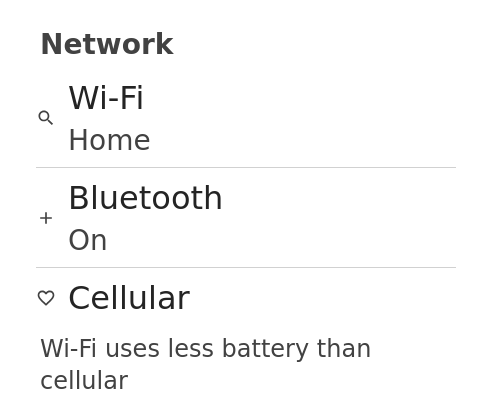 Network
Wi-Fi
Home
Bluetooth
On
Cellular
Wi-Fi uses less battery than
cellular